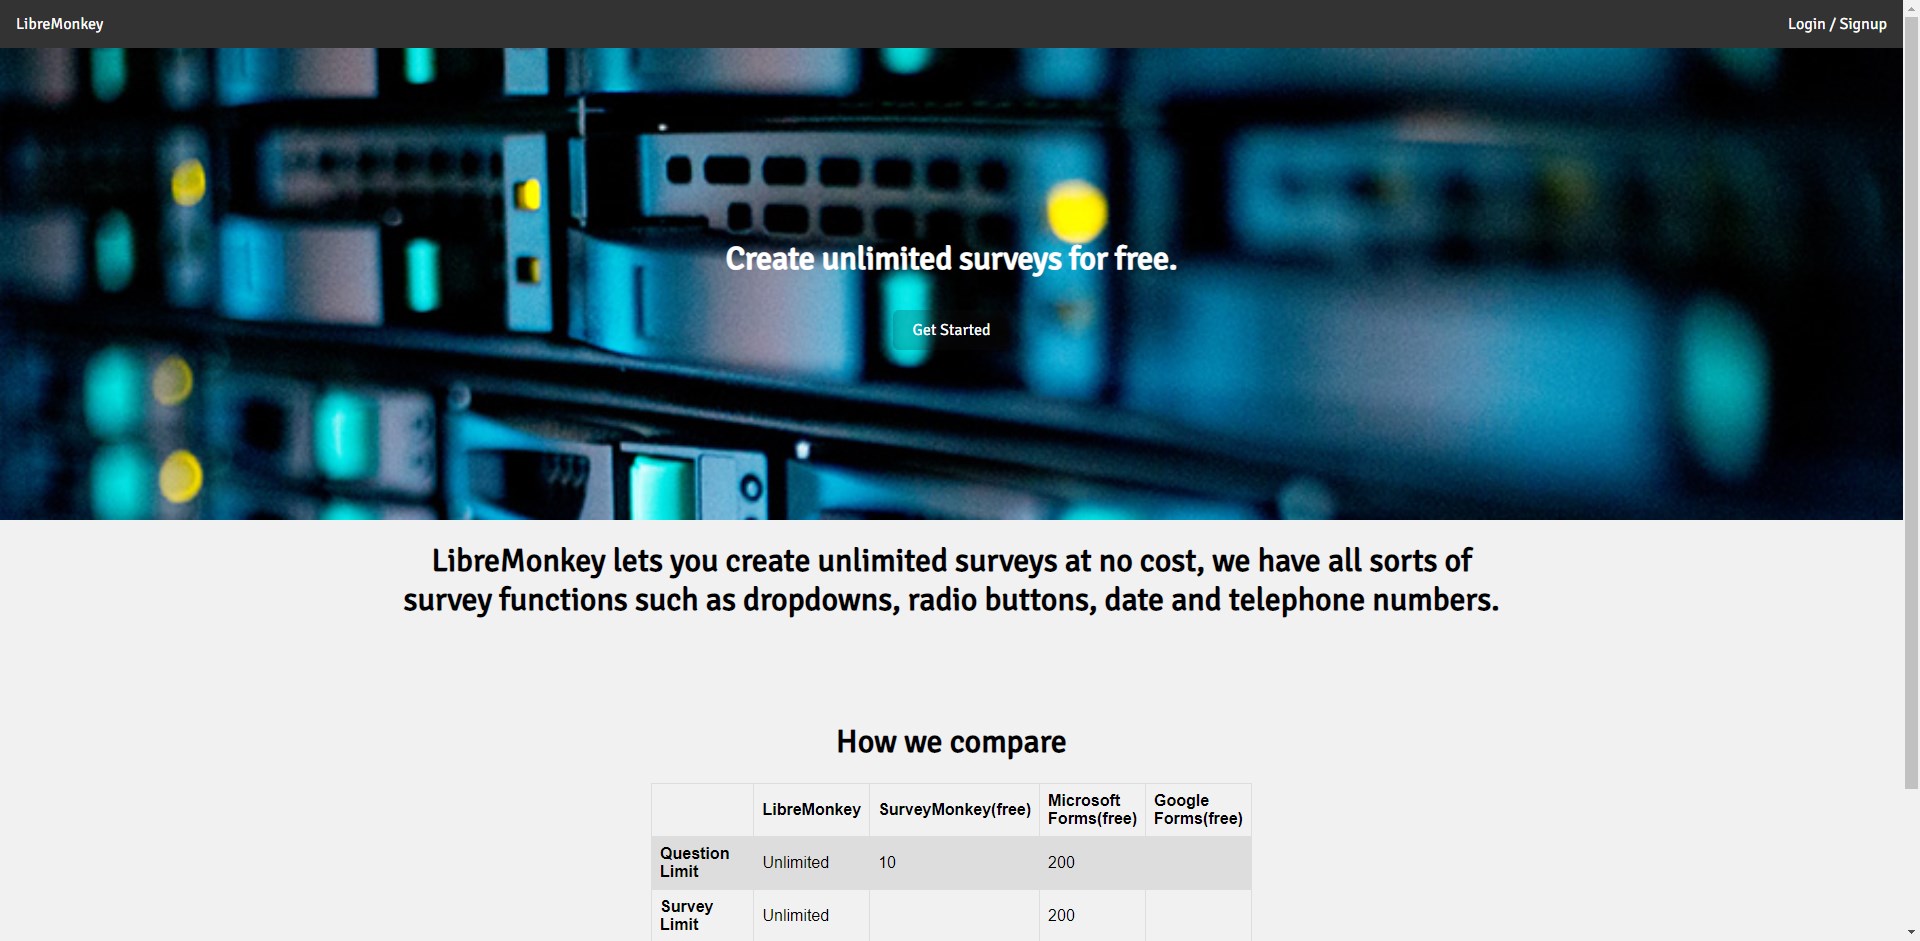 LibreMonkey
Login / Signup
Create unlimited surveys for free.
Get Started
LibreMonkey lets you create unlimited surveys at no cost, we have all sorts of
survey functions such as dropdowns, radio buttons, date and telephone numbers.
How we compare
LibreMonkey SurveyMonkey(free) Microsoft Forms(free) Google Forms(free)
Question Limit Unlimited 10 200
Survey Limit Unlimited 200